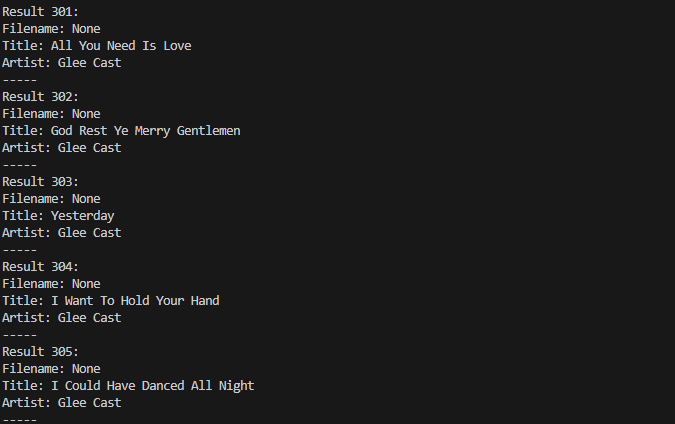 Result 301:
Filename: None
Title: All You Need Is Love
Artist: Glee Cast
-----
Result 302:
Filename: None
Title: God Rest Ye Merry Gentlemen
Artist: Glee Cast
-----
Result 303:
Filename: None
Title: Yesterday
Artist: Glee Cast
-----
Result 304:
Filename: None
Title: I Want To Hold Your Hand
Artist: Glee Cast
-----
Result 305:
Filename: None
Title: I Could Have Danced All Night
Artist: Glee Cast
-----